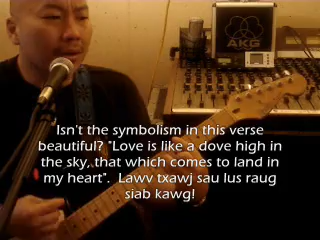 AKG
Isn't the symbolism in this verse
beautiful? "Love is like a dove high in
the sky, that which comes to land in
my heart". Lawv txawj sau lus raug
siab kawg!